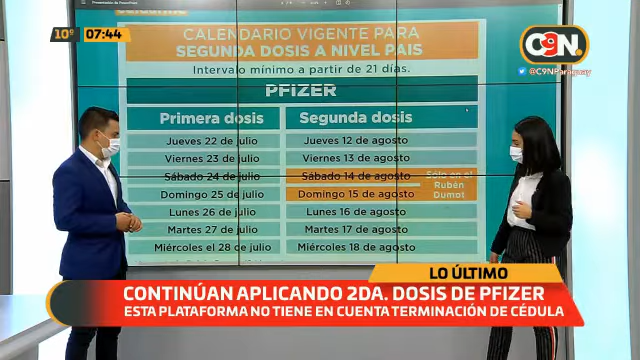 Presentación de PowerPoint
10º 07:44
CALENDARIO VIGENTE PARA
SEGUNDA DOSIS A NIVEL PAÍS
Intervalo mínimo a partir de 21 días.
PFIZER
Primera dosis Segunda dosis
Jueves 22 de julio Jueves 12 de agosto
Viernes 23 de julio Viernes 13 de agosto
Sábado 24 de julio Sábado 14 de agosto
Domingo 25 de julio Domingo 15 de agosto
Sólo en el
Rubén
Dumot
Lunes 26 de julio Lunes 16 de agosto
Martes 27 de julio Martes 17 de agosto
Miércoles el 28 de julio Miércoles 18 de agosto
C9N
@C9NParaguay
LO ÚLTIMO
CONTINÚAN APLICANDO 2DA. DOSIS DE PFIZER
ESTA PLATAFORMA NO TIENE EN CUENTA TERMINACIÓN DE CÉDULA